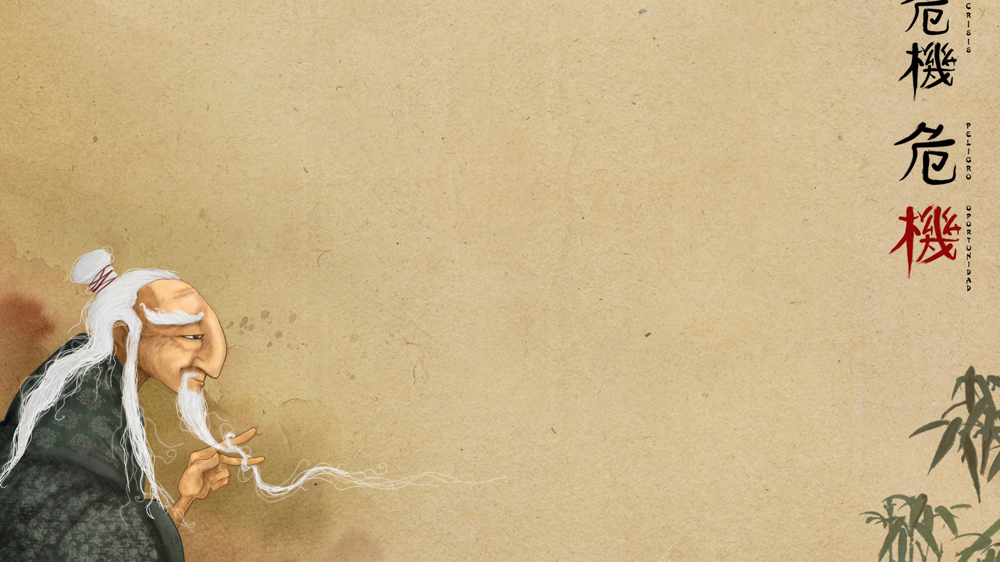 危機
CRISIS
危
PELIGRO
機
OPORTUNIDAD